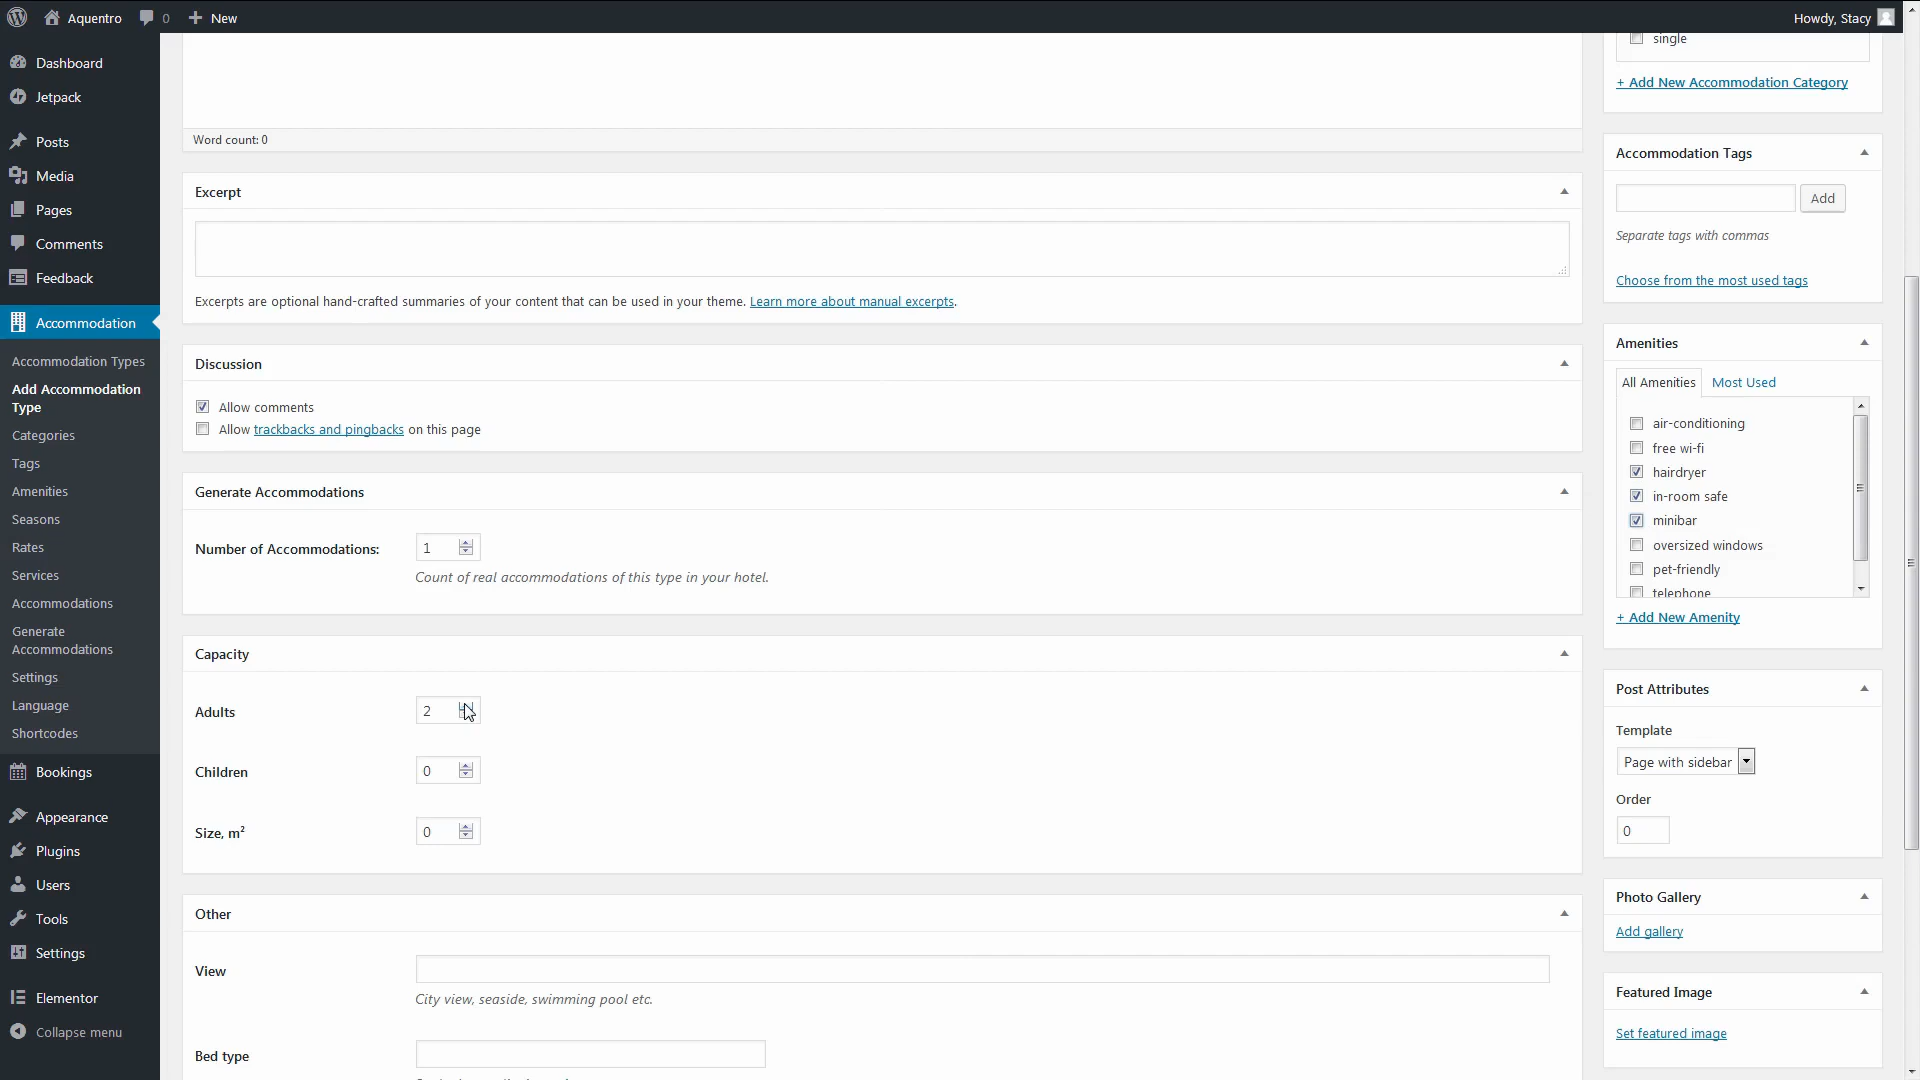 Aquentro
0
New
Howdy, Stacy
Dashboard
Jetpack
Posts
Media
Pages
Comments
Feedback
Accommodation
Accommodation Types
Add Accommodation
Type
Categories
Tags
Amenities
Seasons
Rates
Services
Accommodations
Generate
Accommodations
Settings
Language
Shortcodes
Bookings
Appearance
Plugins
Users
Tools
Settings
Elementor
Collapse menu
Word count: 0
Excerpt
Excerpts are optional hand-crafted summaries of your content that can be used in your theme. Learn more about manual excerpts.
Discussion
Allow comments
Allow trackbacks and pingbacks on this page
Generate Accommodations
Number of Accommodations:
1
Count of real accommodations of this type in your hotel.
Capacity
Adults
2
Children
0
Size, m²
0
Other
View
City view, seaside, swimming pool etc.
Bed type
single
+ Add New Accommodation Category
Accommodation Tags
Add
Separate tags with commas
Choose from the most used tags
Amenities
All Amenities
Most Used
air-conditioning
free wi-fi
hairdryer
in-room safe
minibar
oversized windows
pet-friendly
telephone
+ Add New Amenity
Post Attributes
Template
Page with sidebar
Order
0
Photo Gallery
Add gallery
Featured Image
Set featured image